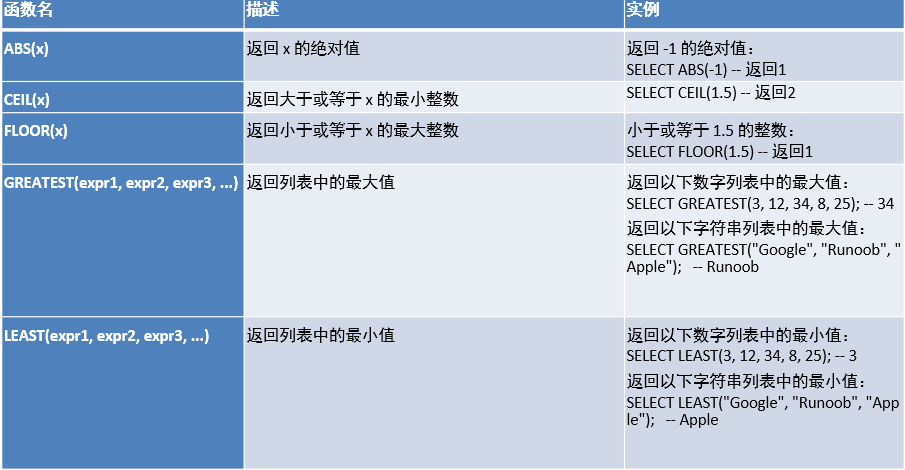 函数名 描述 实例
ABS(x) 返回 x 的绝对值 返回 -1 的绝对值：
SELECT ABS(-1) -- 返回1
CEIL(x) 返回大于或等于 x 的最小整数 SELECT CEIL(1.5) -- 返回2
FLOOR(x) 返回小于或等于 x 的最大整数 小于或等于 1.5 的整数：
SELECT FLOOR(1.5) -- 返回1
GREATEST(expr1, expr2, expr3, ...) 返回列表中的最大值 返回以下数字列表中的最大值：
SELECT GREATEST(3, 12, 34, 8, 25); -- 34
返回以下字符串列表中的最大值：
SELECT GREATEST("Google", "Runoob", "
Apple"); -- Runoob
LEAST(expr1, expr2, expr3, ...) 返回列表中的最小值 返回以下数字列表中的最小值：
SELECT LEAST(3, 12, 34, 8, 25); -- 3
返回以下字符串列表中的最小值：
SELECT LEAST("Google", "Runoob", "App
le"); -- Apple